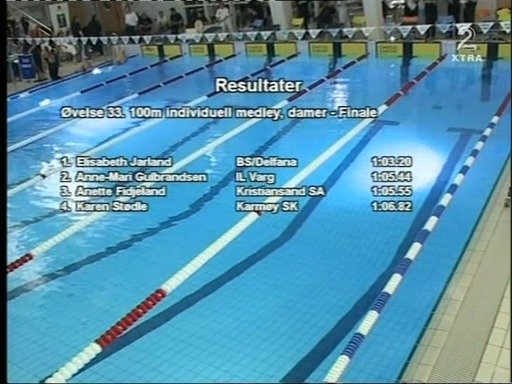 2
XTRA
Resultater
Øvelse 33. 100m individuell medley, damer - Finale
1. Elisabeth Jarland BS/Delfana 1:03.20
2. Anne-Mari Gulbrandsen IL Varg 1:05.44
3. Anette Fidjeland Kristiansand SA 1:05.55
4. Karen Stødle Karmøy SK 1:06.82